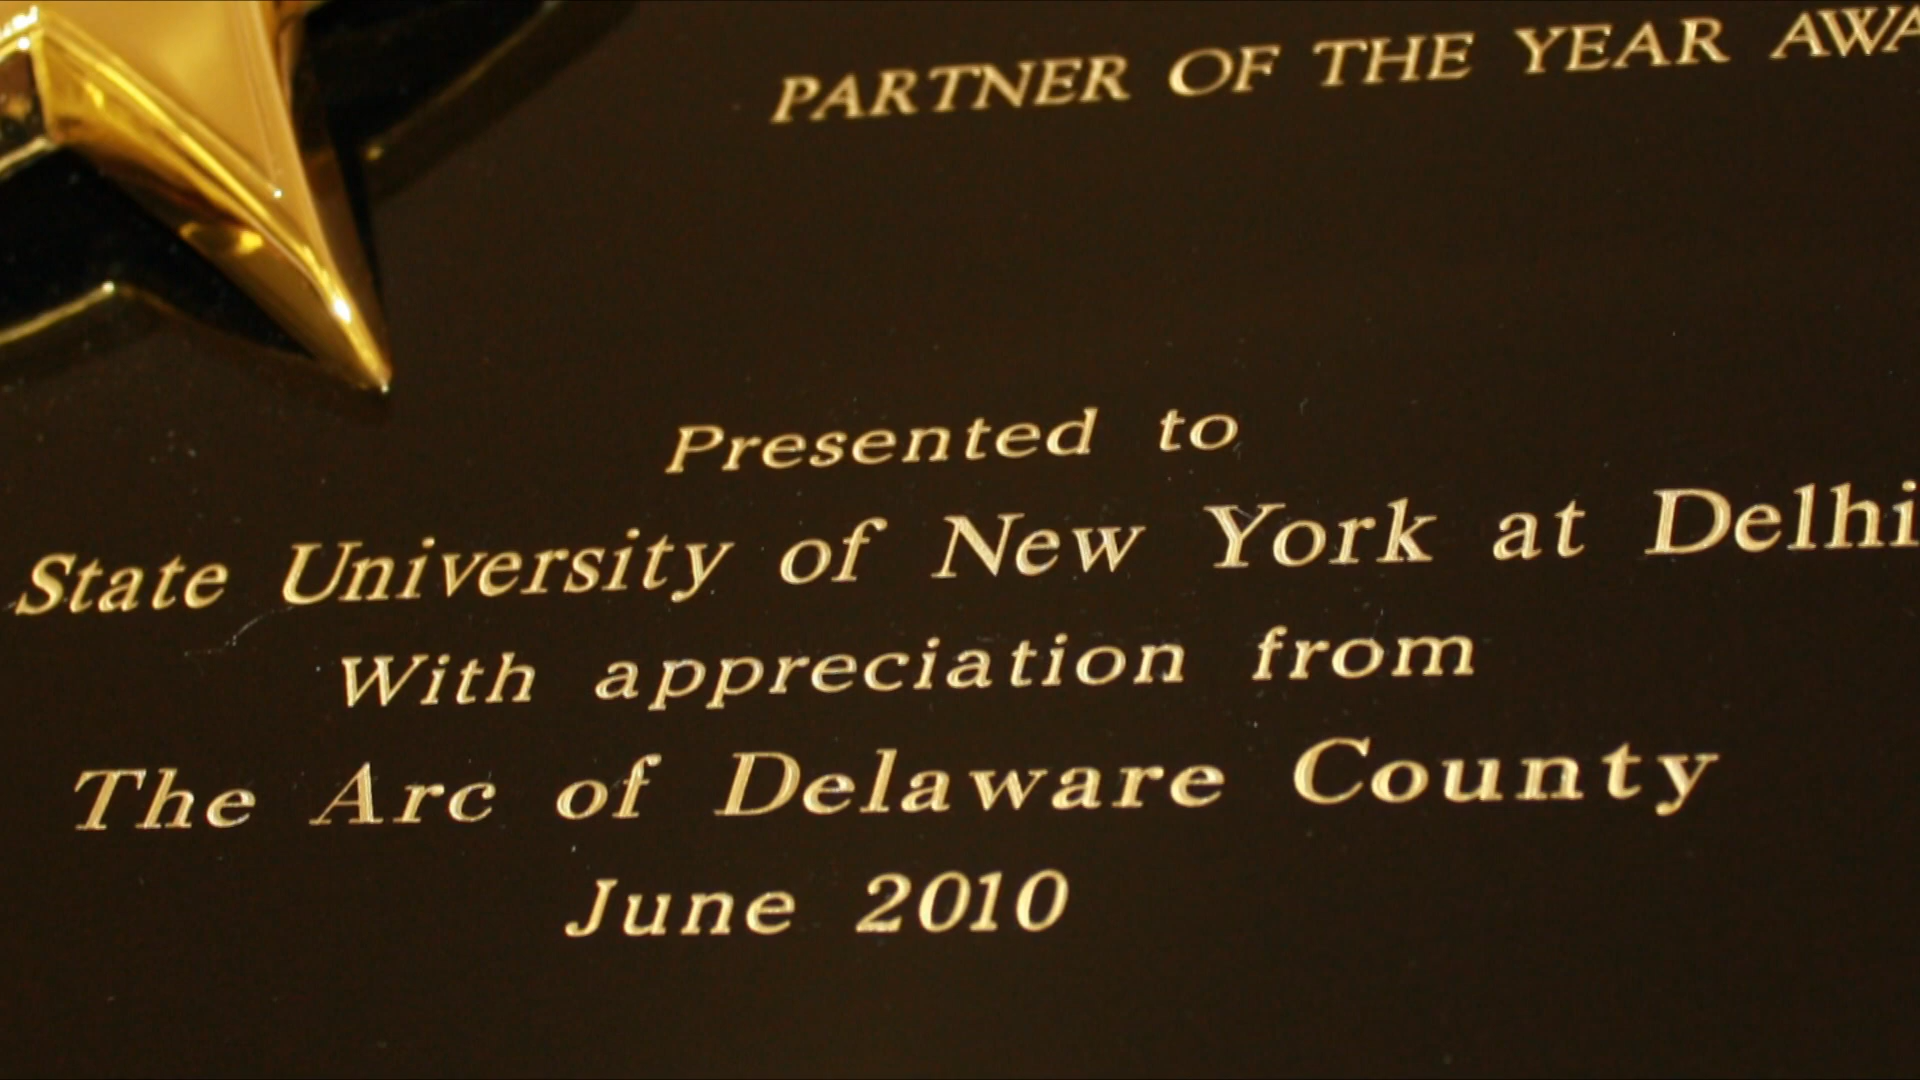 PARTNER OF THE YEAR AWA
Presented to
State University of New York at Delhi
With appreciation from
The Arc of Delaware County
June 2010